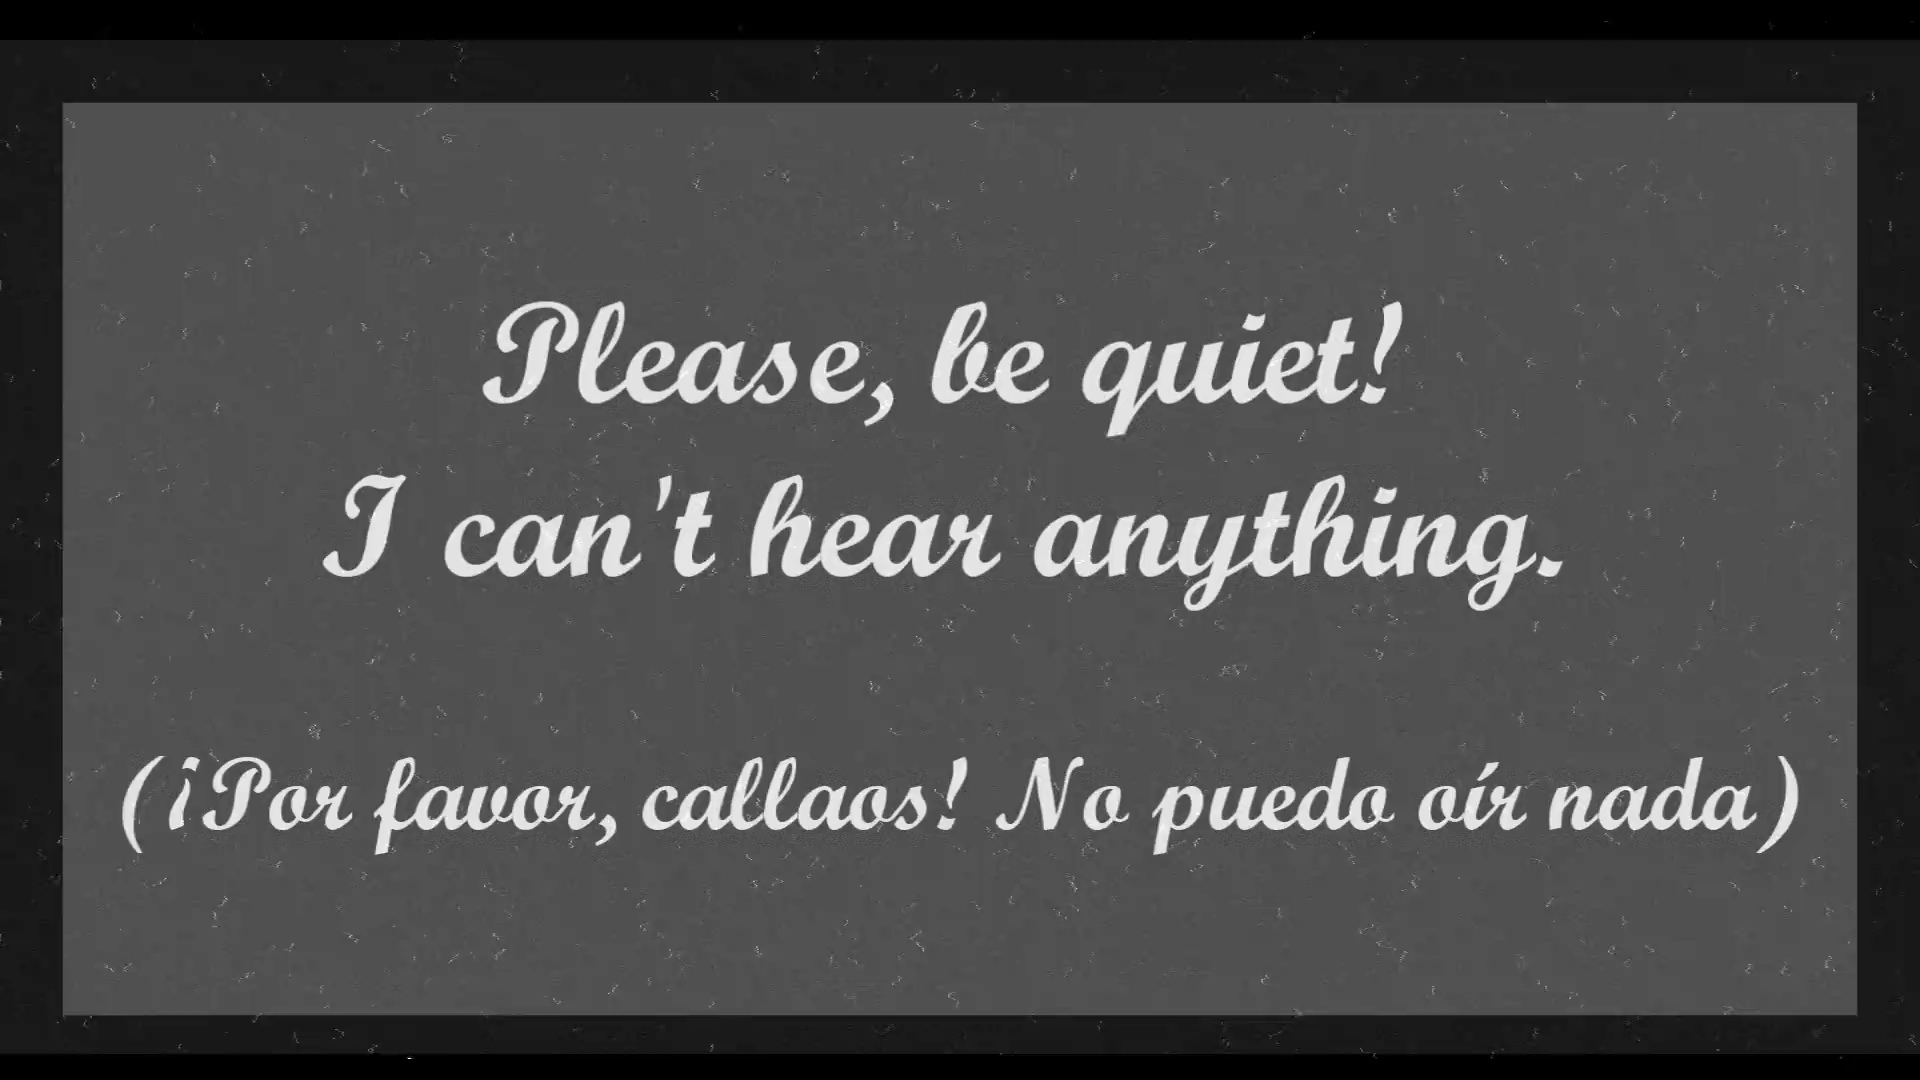 Please, be quiet!
I can't hear anything.
(¡Por favor, callaos! No puedo oír nada)